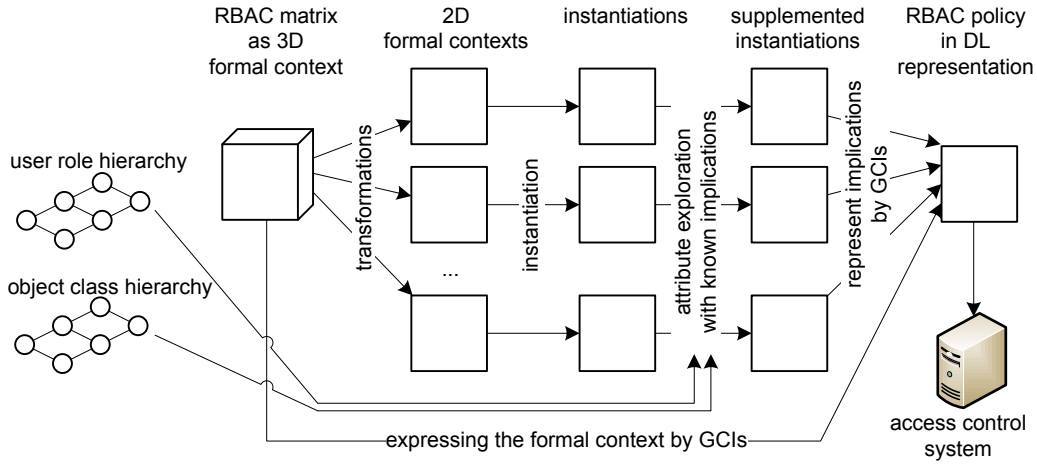 RBAC matrix
as 3D
formal context
2D
formal contexts
instantiations
supplemented
instantiations
RBAC policy
in DL
representation
user role hierarchy
object class hierarchy
transformations
...
instantiation
attribute exploration
with known implications
represent implications
by GCIs
expressing the formal context by GCIs
access control
system